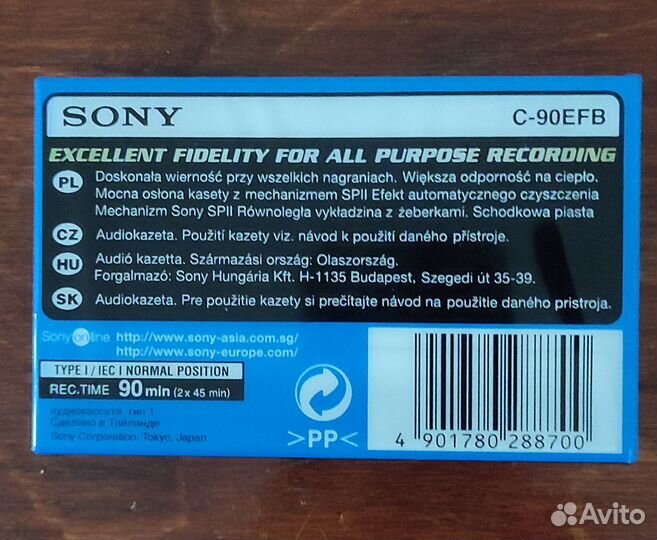 SONY
C-90EFB
EXCELLENT FIDELITY FOR ALL PURPOSE RECORDING
PL Doskonała wierność przy wszelkich nagraniach. Większa odporność na ciepło.
Mocna osłona kasety z mechanizmem SPII Efekt automatycznego czyszczenia
Mechanizm Sony SPII Równoległa wykładzina z żeberkami. Schodkowa piasta
CZ Audiokazeta. Použití kazety viz. návod k použití daného přístroje.
HU Audió kazetta. Származási ország: Olaszország.
Forgalmazó: Sony Hungária Kft. H-1135 Budapest, Szegedi út 35-39.
SK Audiokazeta. Pre použitie kazety si prečítajte návod na použitie daného pristroja.
Sony online http://www.sony-asia.com.sg/
http://www.sony-europe.com/
TYPE I / IEC I NORMAL POSITION
REC.TIME 90 min (2 x 45 min)
аудиокассета тип 1
Сделано в Тайланде
Sony Corporation, Tokyo, Japan
>PP<
4 901780 288700
Avito